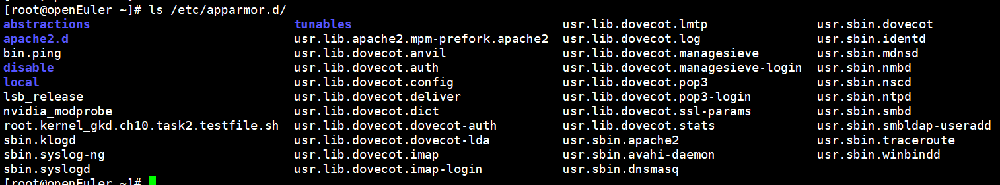 [root@openEuler ~]# ls /etc/apparmor.d/
abstractions tunables usr.lib.dovecot.lmtp usr.sbin.dovecot
apache2.d usr.lib.apache2.mpm-prefork.apache2 usr.lib.dovecot.log usr.sbin.identd
bin.ping usr.lib.dovecot.anvil usr.lib.dovecot.managesieve usr.sbin.mdnsd
disable usr.lib.dovecot.auth usr.lib.dovecot.managesieve-login usr.sbin.nmbd
local usr.lib.dovecot.config usr.lib.dovecot.pop3 usr.sbin.nscd
lsb_release usr.lib.dovecot.deliver usr.lib.dovecot.pop3-login usr.sbin.ntpd
nvidia_modprobe usr.lib.dovecot.dict usr.lib.dovecot.ssl-params usr.sbin.smbd
root.kernel_gkd.ch10.task2.testfile.sh usr.lib.dovecot.dovecot-auth usr.lib.dovecot.stats usr.sbin.smbldap-useradd
sbin.klogd usr.lib.dovecot.dovecot-lda usr.sbin.apache2 usr.sbin.traceroute
sbin.syslog-ng usr.lib.dovecot.imap usr.sbin.avahi-daemon usr.sbin.winbindd
sbin.syslogd usr.lib.dovecot.imap-login usr.sbin.dnsmasq
[root@openEuler ~]#